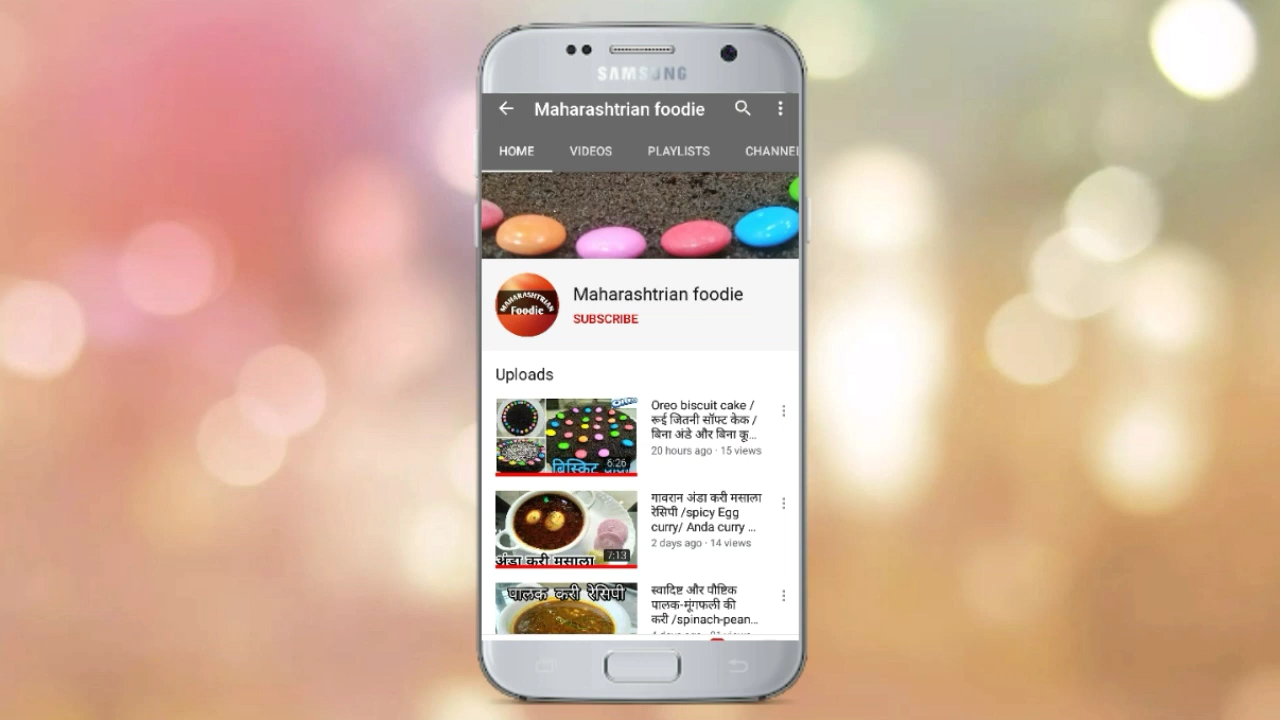 SAMSUNG
Maharashtrian foodie
HOME VIDEOS PLAYLISTS CHANNEL
MAHARASHTRIAN
Foodie
Maharashtrian foodie
SUBSCRIBE
Uploads
Oreo biscuit cake /
रूई जितनी सॉफ्ट केक /
बिना अंडे और बिना कू...
20 hours ago · 15 views
बिस्किट
6:26
गावरान अंडा करी मसाला
रेसिपी /spicy Egg
curry/ Anda curry ...
2 days ago · 14 views
अंडा करी मसाला
7:13
पालक करी रेसिपी
स्वादिष्ट और पौष्टिक
पालक-मूंगफली की
करी /spinach-pean...